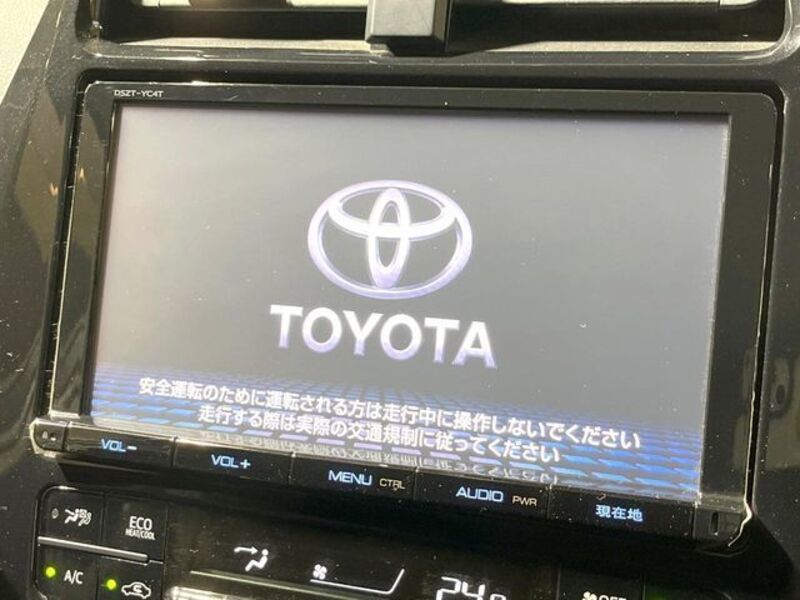 DSZT-YC4T
TOYOTA
安全運転のために運転される方は走行中に操作しないでください
走行する際は実際の交通規制に従ってください
VOL- VOL+ MENU CTRL AUDIO PWR 現在地
ECO
HEAT/COOL
A/C
OFF